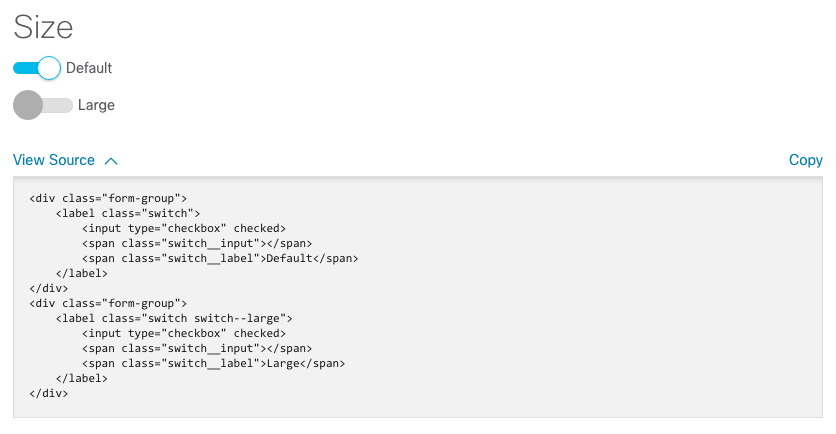 Size
Default
Large
View Source
Copy
<div class="form-group">
    <label class="switch">
        <input type="checkbox" checked>
        <span class="switch__input"></span>
        <span class="switch__label">Default</span>
    </label>
</div>
<div class="form-group">
    <label class="switch switch--large">
        <input type="checkbox" checked>
        <span class="switch__input"></span>
        <span class="switch__label">Large</span>
    </label>
</div>